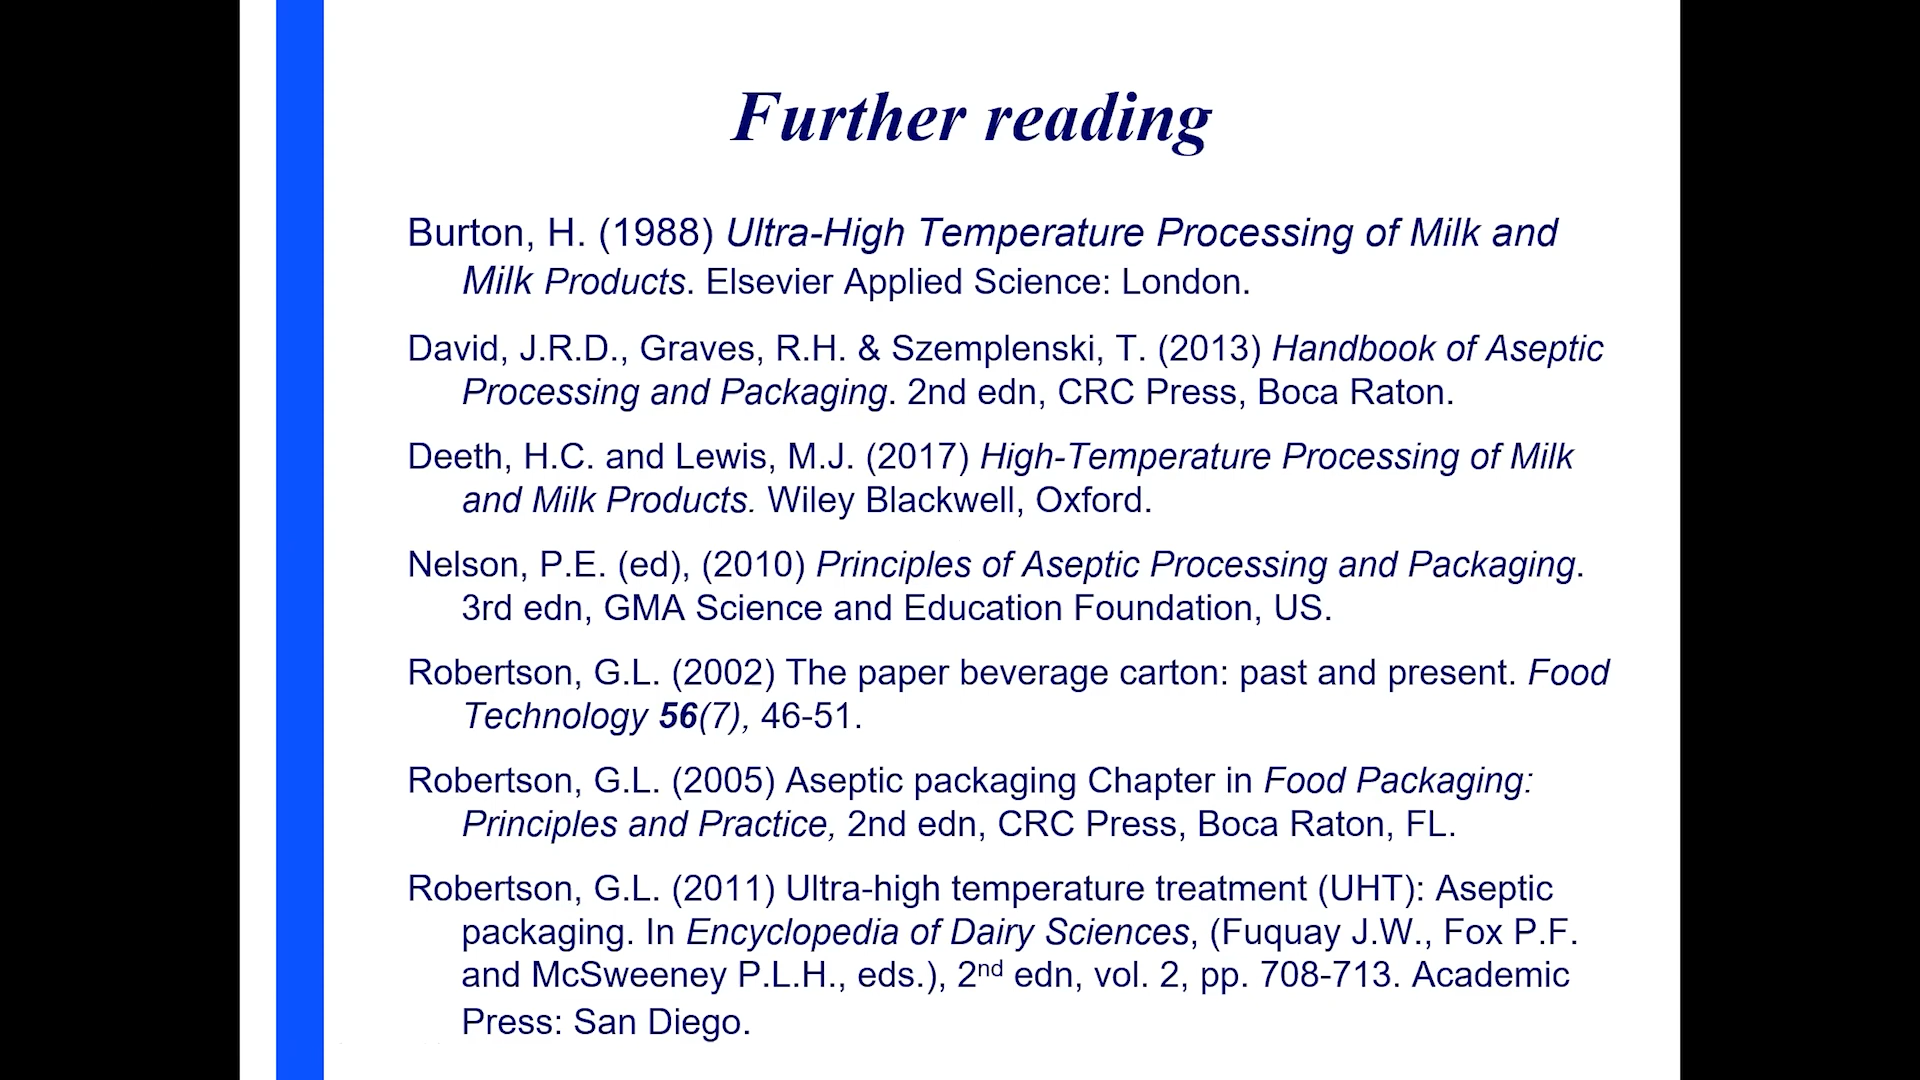 Further reading
Burton, H. (1988) Ultra-High Temperature Processing of Milk and
Milk Products. Elsevier Applied Science: London.
David, J.R.D., Graves, R.H. & Szemplenski, T. (2013) Handbook of Aseptic
Processing and Packaging. 2nd edn, CRC Press, Boca Raton.
Deeth, H.C. and Lewis, M.J. (2017) High-Temperature Processing of Milk
and Milk Products. Wiley Blackwell, Oxford.
Nelson, P.E. (ed), (2010) Principles of Aseptic Processing and Packaging.
3rd edn, GMA Science and Education Foundation, US.
Robertson, G.L. (2002) The paper beverage carton: past and present. Food
Technology 56(7), 46-51.
Robertson, G.L. (2005) Aseptic packaging Chapter in Food Packaging:
Principles and Practice, 2nd edn, CRC Press, Boca Raton, FL.
Robertson, G.L. (2011) Ultra-high temperature treatment (UHT): Aseptic
packaging. In Encyclopedia of Dairy Sciences, (Fuquay J.W., Fox P.F.
and McSweeney P.L.H., eds.), 2nd edn, vol. 2, pp. 708-713. Academic
Press: San Diego.